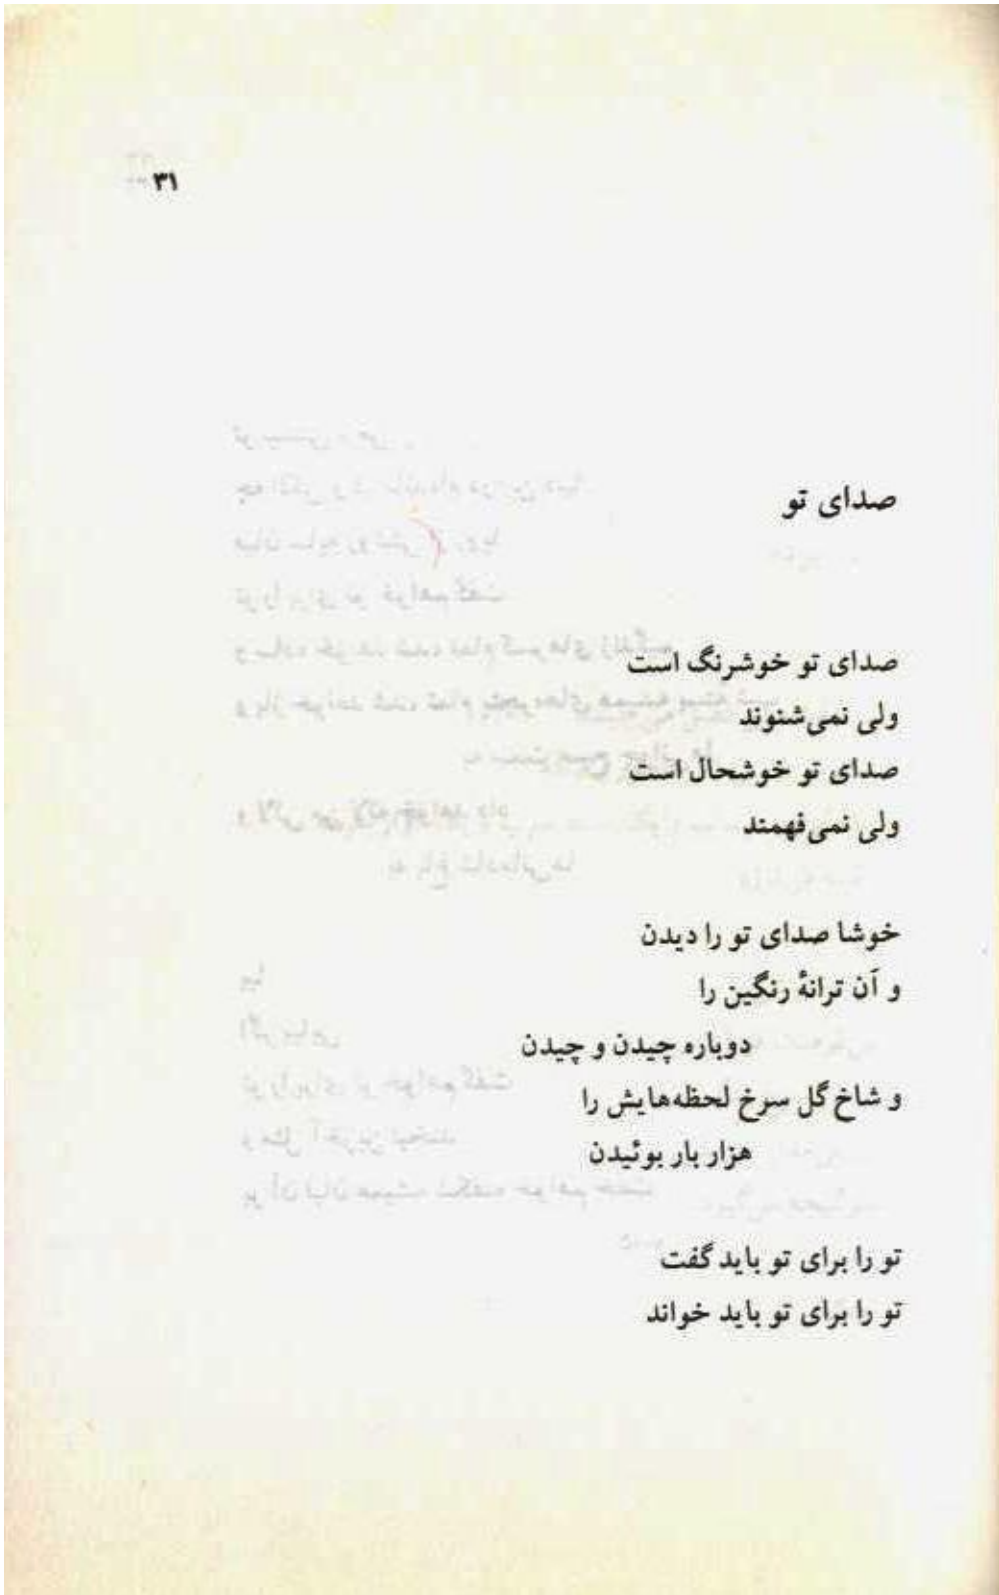 ۳۱
صدای تو
صدای تو خوشرنگ است
ولی نمی‌شنوند
صدای تو خوشحال است
ولی نمی‌فهمند
خوشا صدای تو را دیدن
و آن ترانهٔ رنگین را
دوباره چیدن و چیدن
و شاخ گل سرخ لحظه‌هایش را
هزار بار بوئیدن
تو را برای تو باید گفت
تو را برای تو باید خواند